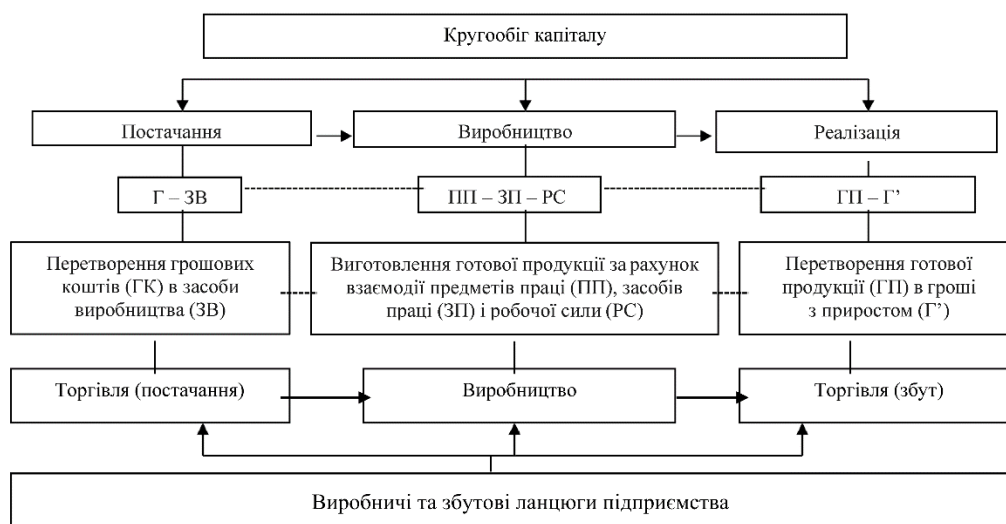 Кругообіг капіталу
Постачання
Виробництво
Реалізація
Г – ЗВ
ПП – ЗП – РС
ГП – Г’
Перетворення грошових
коштів (ГК) в засоби
виробництва (ЗВ)
Виготовлення готової продукції за рахунок
взаємодії предметів праці (ПП), засобів
праці (ЗП) і робочої сили (РС)
Перетворення готової
продукції (ГП) в гроші
з приростом (Г’)
Торгівля (постачання)
Виробництво
Торгівля (збут)
Виробничі та збутові ланцюги підприємства